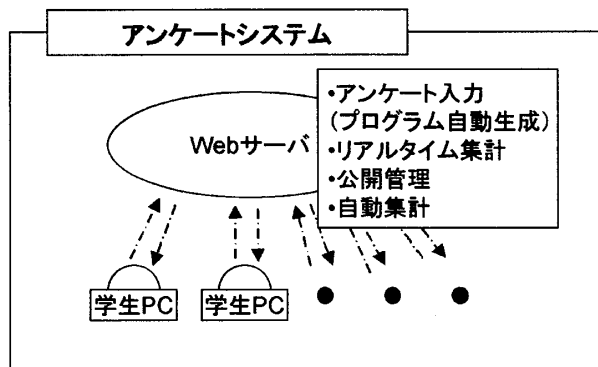 アンケートシステム
Webサーバ
・アンケート入力
(プログラム自動生成)
・リアルタイム集計
・公開管理
・自動集計
学生PC
学生PC